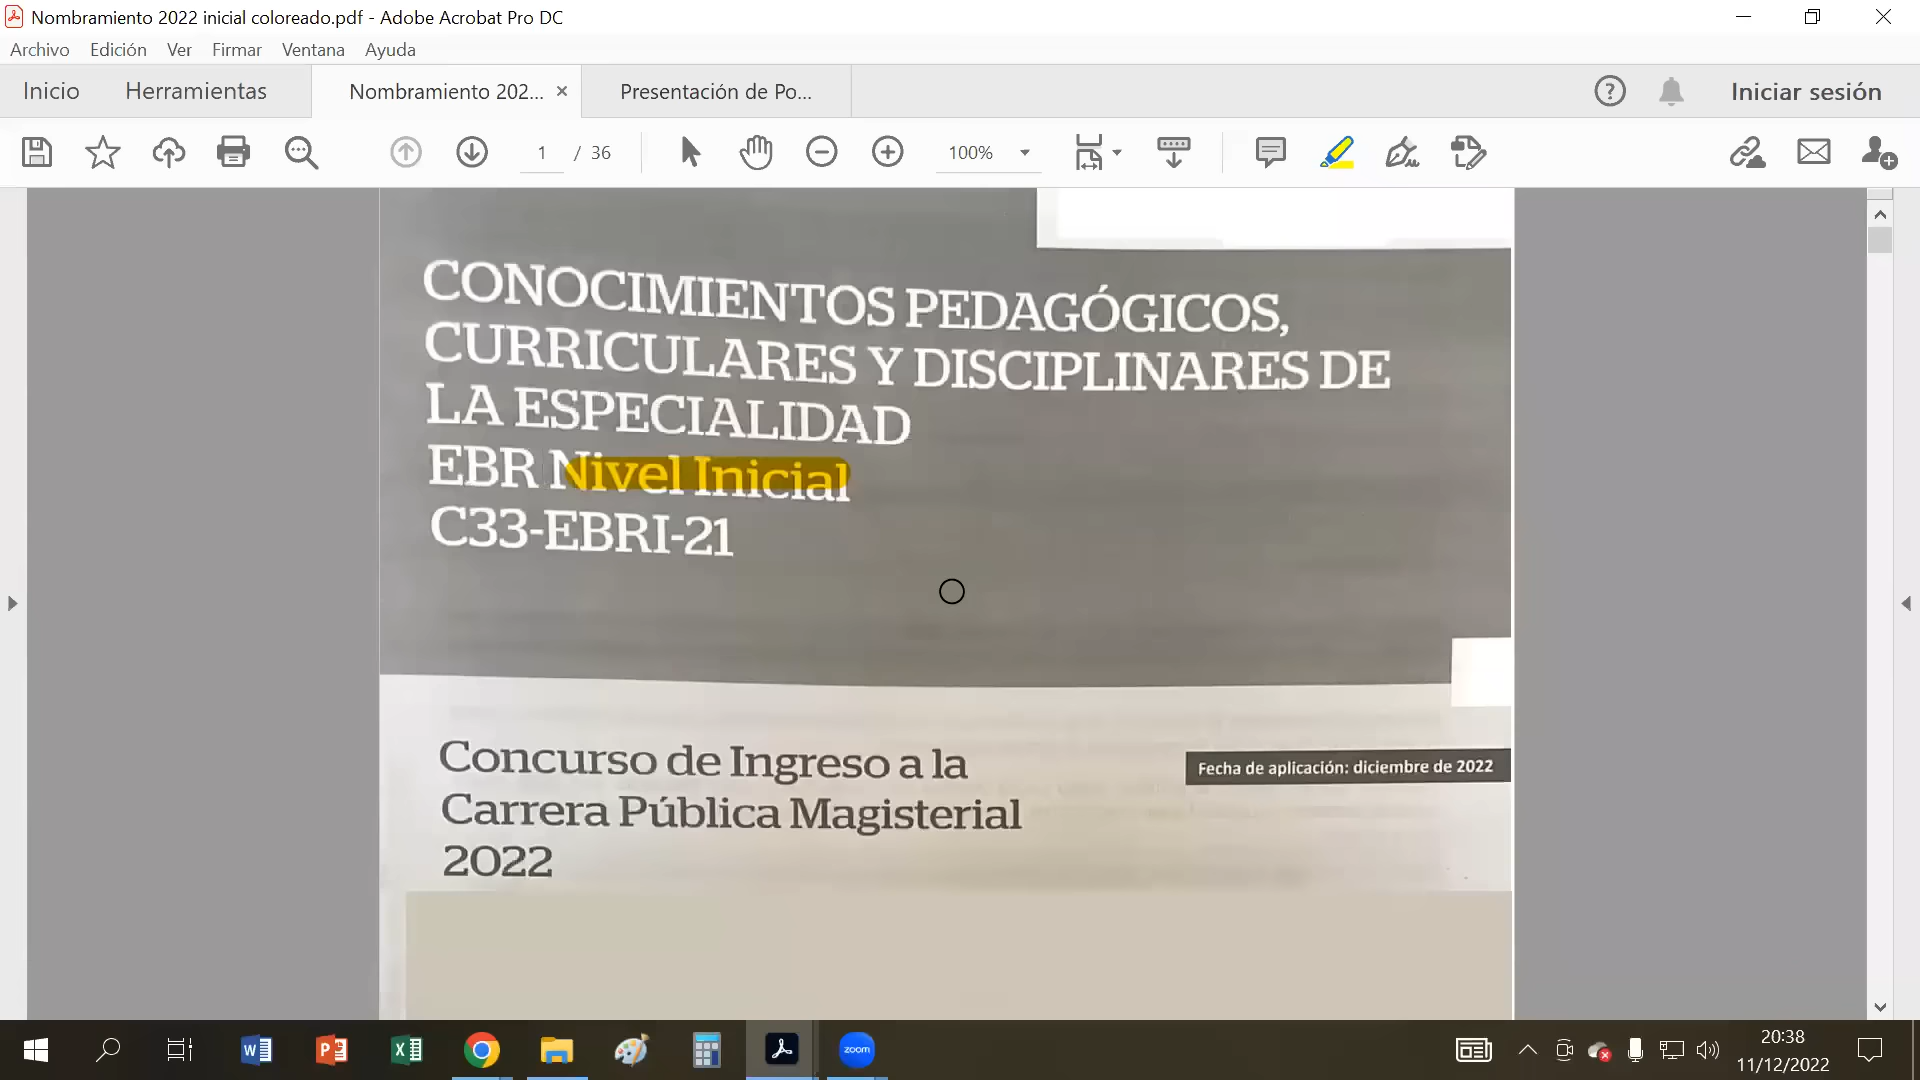 Nombramiento 2022 inicial coloreado.pdf - Adobe Acrobat Pro DC
Archivo Edición Ver Firmar Ventana Ayuda
Inicio Herramientas Nombramiento 202... × Presentación de Po... Iniciar sesión
1 / 36 100%
CONOCIMIENTOS PEDAGÓGICOS,
CURRICULARES Y DISCIPLINARES DE
LA ESPECIALIDAD
EBR Nivel Inicial
C33-EBRI-21
Concurso de Ingreso a la
Carrera Pública Magisterial
2022
Fecha de aplicación: diciembre de 2022
zoom
20:38
11/12/2022